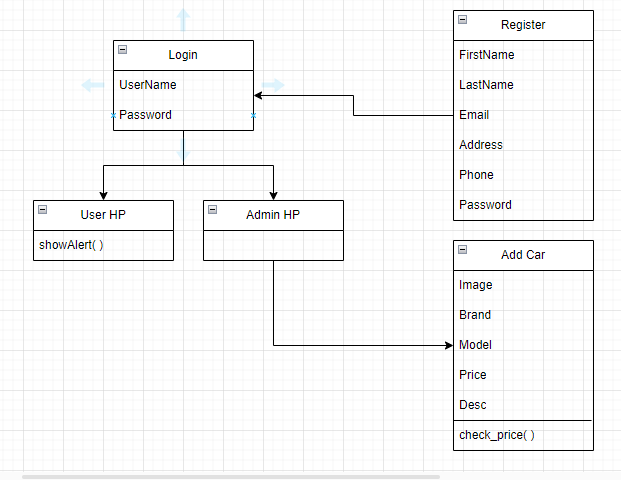 Login
UserName
Password
Register
FirstName
LastName
Email
Address
Phone
Password
User HP
showAlert( )
Admin HP
Add Car
Image
Brand
Model
Price
Desc
check_price( )